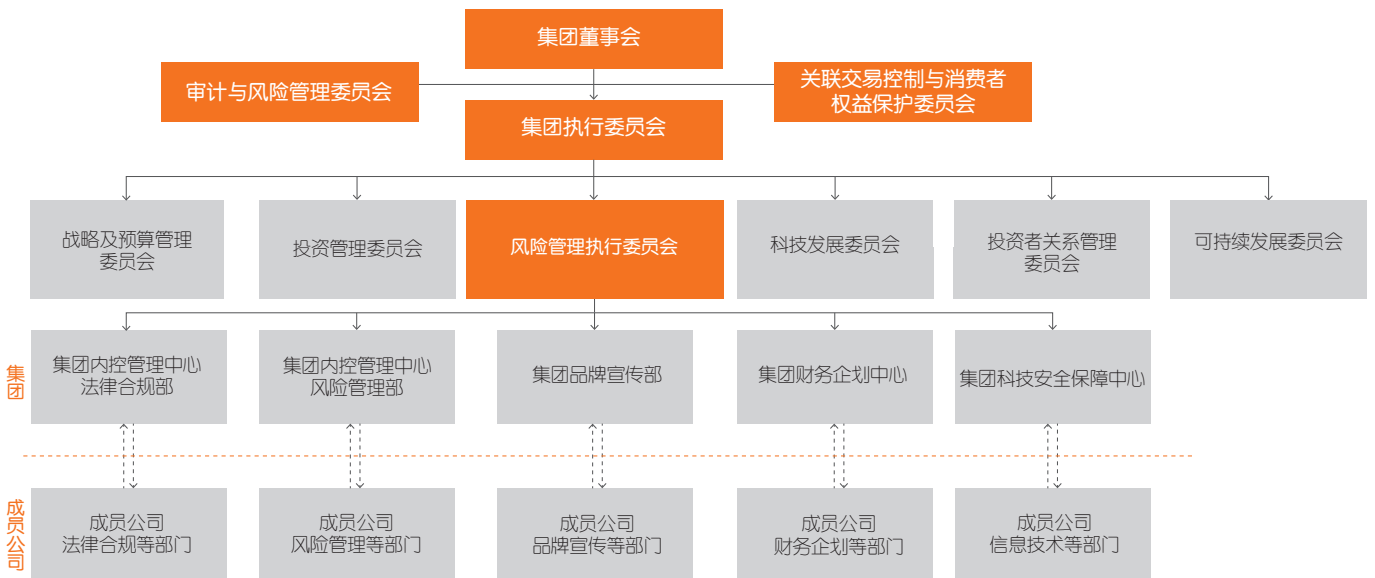 集团董事会
审计与风险管理委员会
关联交易控制与消费者
权益保护委员会
集团执行委员会
战略及预算管理
委员会
投资管理委员会
风险管理执行委员会
科技发展委员会
投资者关系管理
委员会
可持续发展委员会
集团
集团内控管理中心
法律合规部
集团内控管理中心
风险管理部
集团品牌宣传部
集团财务企划中心
集团科技安全保障中心
成员公司
成员公司
法律合规等部门
成员公司
风险管理等部门
成员公司
品牌宣传等部门
成员公司
财务企划等部门
成员公司
信息技术等部门